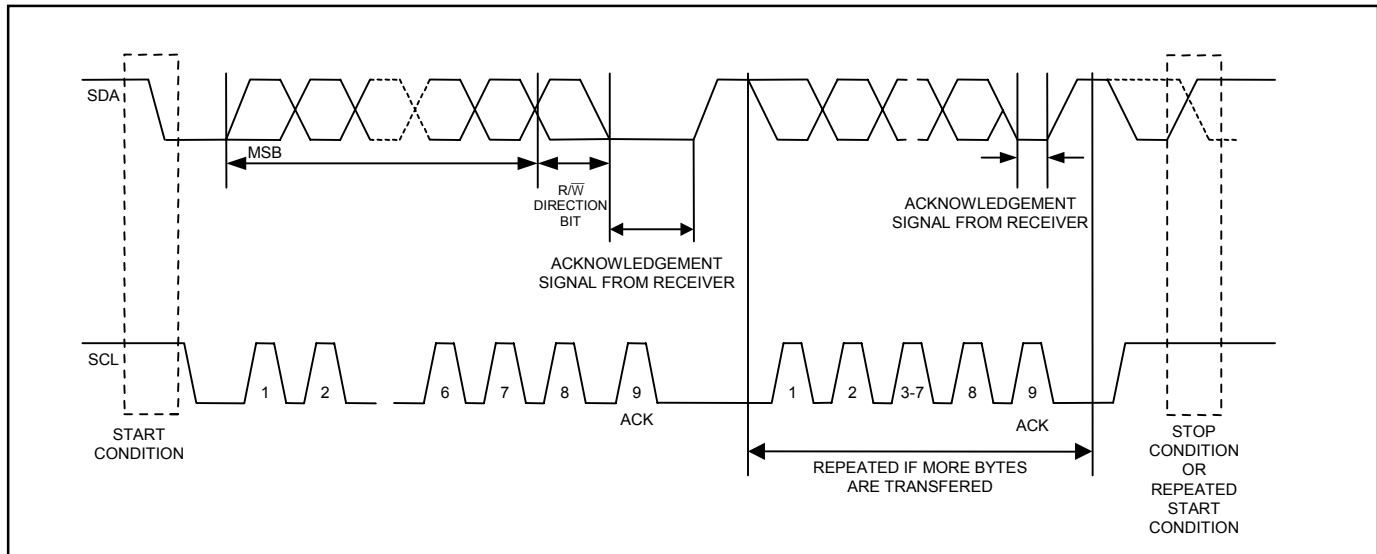 SDA
MSB
R/W̅
DIRECTION
BIT
ACKNOWLEDGEMENT
SIGNAL FROM RECEIVER
ACKNOWLEDGEMENT
SIGNAL FROM RECEIVER
SCL
1 2 6 7 8 9 1 2 3-7 8 9
ACK ACK
START
CONDITION
REPEATED IF MORE BYTES
ARE TRANSFERED
STOP
CONDITION
OR
REPEATED
START
CONDITION